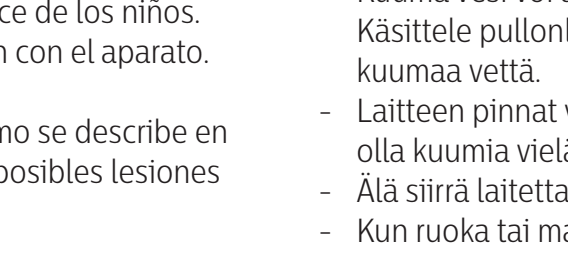 ce de los niños.
n con el aparato.
mo se describe en
posibles lesiones
Käsittele pullonl
kuumaa vettä.
- Laitteen pinnat v
olla kuumia vielä
- Älä siirrä laitetta
- Kun ruoka tai ma